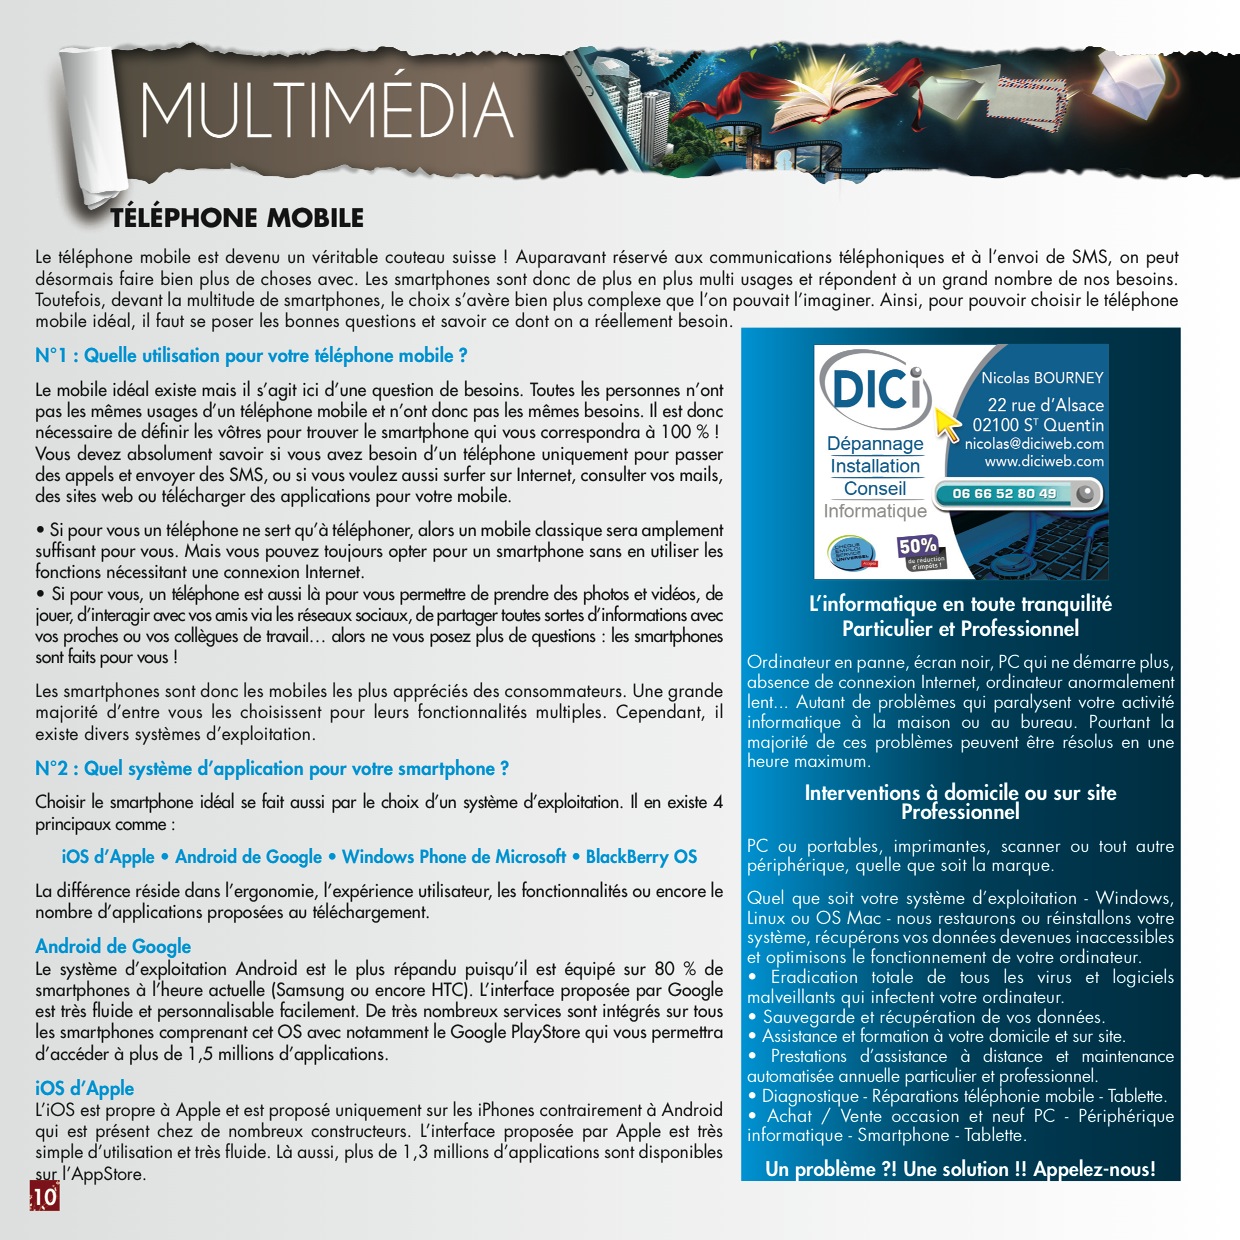 MULTIMÉDIA
TÉLÉPHONE MOBILE
Le téléphone mobile est devenu un véritable couteau suisse ! Auparavant réservé aux communications téléphoniques et à l’envoi de SMS, on peut
désormais faire bien plus de choses avec. Les smartphones sont donc de plus en plus multi usages et répondent à un grand nombre de nos besoins.
Toutefois, devant la multitude de smartphones, le choix s’avère bien plus complexe que l’on pouvait l’imaginer. Ainsi, pour pouvoir choisir le téléphone
mobile idéal, il faut se poser les bonnes questions et savoir ce dont on a réellement besoin.
N°1 : Quelle utilisation pour votre téléphone mobile ?
Le mobile idéal existe mais il s’agit ici d’une question de besoins. Toutes les personnes n’ont
pas les mêmes usages d’un téléphone mobile et n’ont donc pas les mêmes besoins. Il est donc
nécessaire de définir les vôtres pour trouver le smartphone qui vous correspondra à 100 % !
Vous devez absolument savoir si vous avez besoin d’un téléphone uniquement pour passer
des appels et envoyer des SMS, ou si vous voulez aussi surfer sur Internet, consulter vos mails,
des sites web ou télécharger des applications pour votre mobile.
• Si pour vous un téléphone ne sert qu’à téléphoner, alors un mobile classique sera amplement
suffisant pour vous. Mais vous pouvez toujours opter pour un smartphone sans en utiliser les
fonctions nécessitant une connexion Internet.
• Si pour vous, un téléphone est aussi là pour vous permettre de prendre des photos et vidéos, de
jouer, d’interagir avec vos amis via les réseaux sociaux, de partager toutes sortes d’informations avec
vos proches ou vos collègues de travail… alors ne vous posez plus de questions : les smartphones
sont faits pour vous !
Les smartphones sont donc les mobiles les plus appréciés des consommateurs. Une grande
majorité d’entre vous les choisissent pour leurs fonctionnalités multiples. Cependant, il
existe divers systèmes d’exploitation.
N°2 : Quel système d’application pour votre smartphone ?
Choisir le smartphone idéal se fait aussi par le choix d’un système d’exploitation. Il en existe 4
principaux comme :
iOS d’Apple • Android de Google • Windows Phone de Microsoft • BlackBerry OS
La différence réside dans l’ergonomie, l’expérience utilisateur, les fonctionnalités ou encore le
nombre d’applications proposées au téléchargement.
Android de Google
Le système d’exploitation Android est le plus répandu puisqu’il est équipé sur 80 % de
smartphones à l’heure actuelle (Samsung ou encore HTC). L’interface proposée par Google
est très fluide et personnalisable facilement. De très nombreux services sont intégrés sur tous
les smartphones comprenant cet OS avec notamment le Google PlayStore qui vous permettra
d’accéder à plus de 1,5 millions d’applications.
iOS d’Apple
L’iOS est propre à Apple et est proposé uniquement sur les iPhones contrairement à Android
qui est présent chez de nombreux constructeurs. L’interface proposée par Apple est très
simple d’utilisation et très fluide. Là aussi, plus de 1,3 millions d’applications sont disponibles
sur l’AppStore.
10
DICi
Dépannage
Installation
Conseil
Informatique
Nicolas BOURNEY
22 rue d’Alsace
02100 ST Quentin
nicolas@diciweb.com
www.diciweb.com
06 66 52 80 49
CHEQUE
EMPLOI
SERVICE
UNIVERSEL
50%
de réduction
d’impôts !
L’informatique en toute tranquilité
Particulier et Professionnel
Ordinateur en panne, écran noir, PC qui ne démarre plus,
absence de connexion Internet, ordinateur anormalement
lent... Autant de problèmes qui paralysent votre activité
informatique à la maison ou au bureau. Pourtant la
majorité de ces problèmes peuvent être résolus en une
heure maximum.
Interventions à domicile ou sur site
Professionnel
PC ou portables, imprimantes, scanner ou tout autre
périphérique, quelle que soit la marque.
Quel que soit votre système d’exploitation - Windows,
Linux ou OS Mac - nous restaurons ou réinstallons votre
système, récupérons vos données devenues inaccessibles
et optimisons le fonctionnement de votre ordinateur.
• Eradication totale de tous les virus et logiciels
malveillants qui infectent votre ordinateur.
• Sauvegarde et récupération de vos données.
• Assistance et formation à votre domicile et sur site.
• Prestations d’assistance à distance et maintenance
automatisée annuelle particulier et professionnel.
• Diagnostique - Réparations téléphonie mobile - Tablette.
• Achat / Vente occasion et neuf PC - Périphérique
informatique - Smartphone - Tablette.
Un problème ?! Une solution !! Appelez-nous!